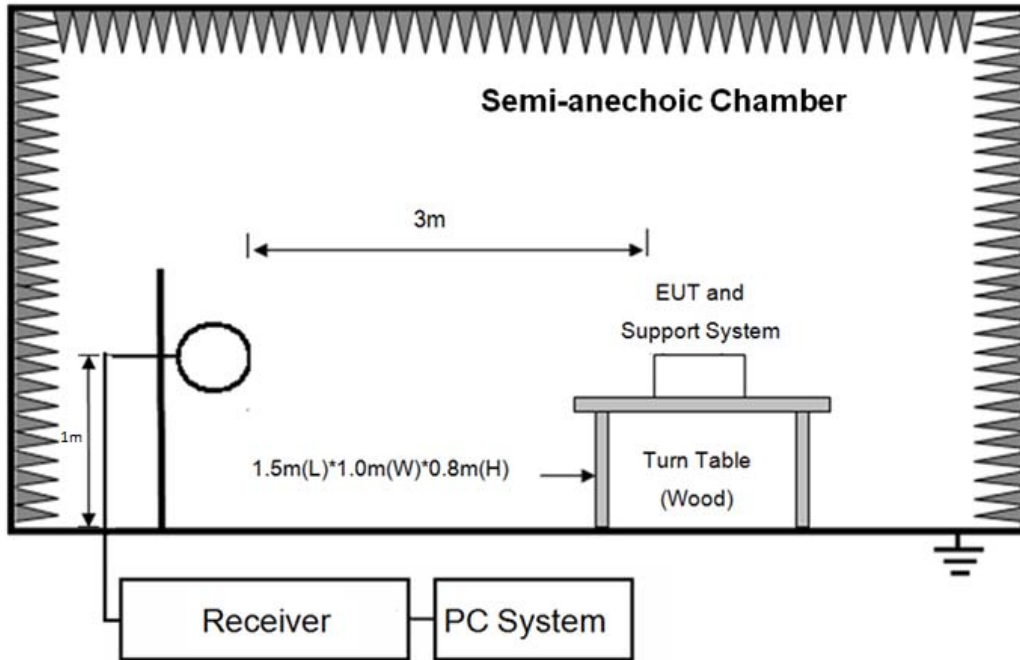 Semi-anechoic Chamber
3m
EUT and
Support System
1m
1.5m(L)*1.0m(W)*0.8m(H)
Turn Table
(Wood)
Receiver
PC System